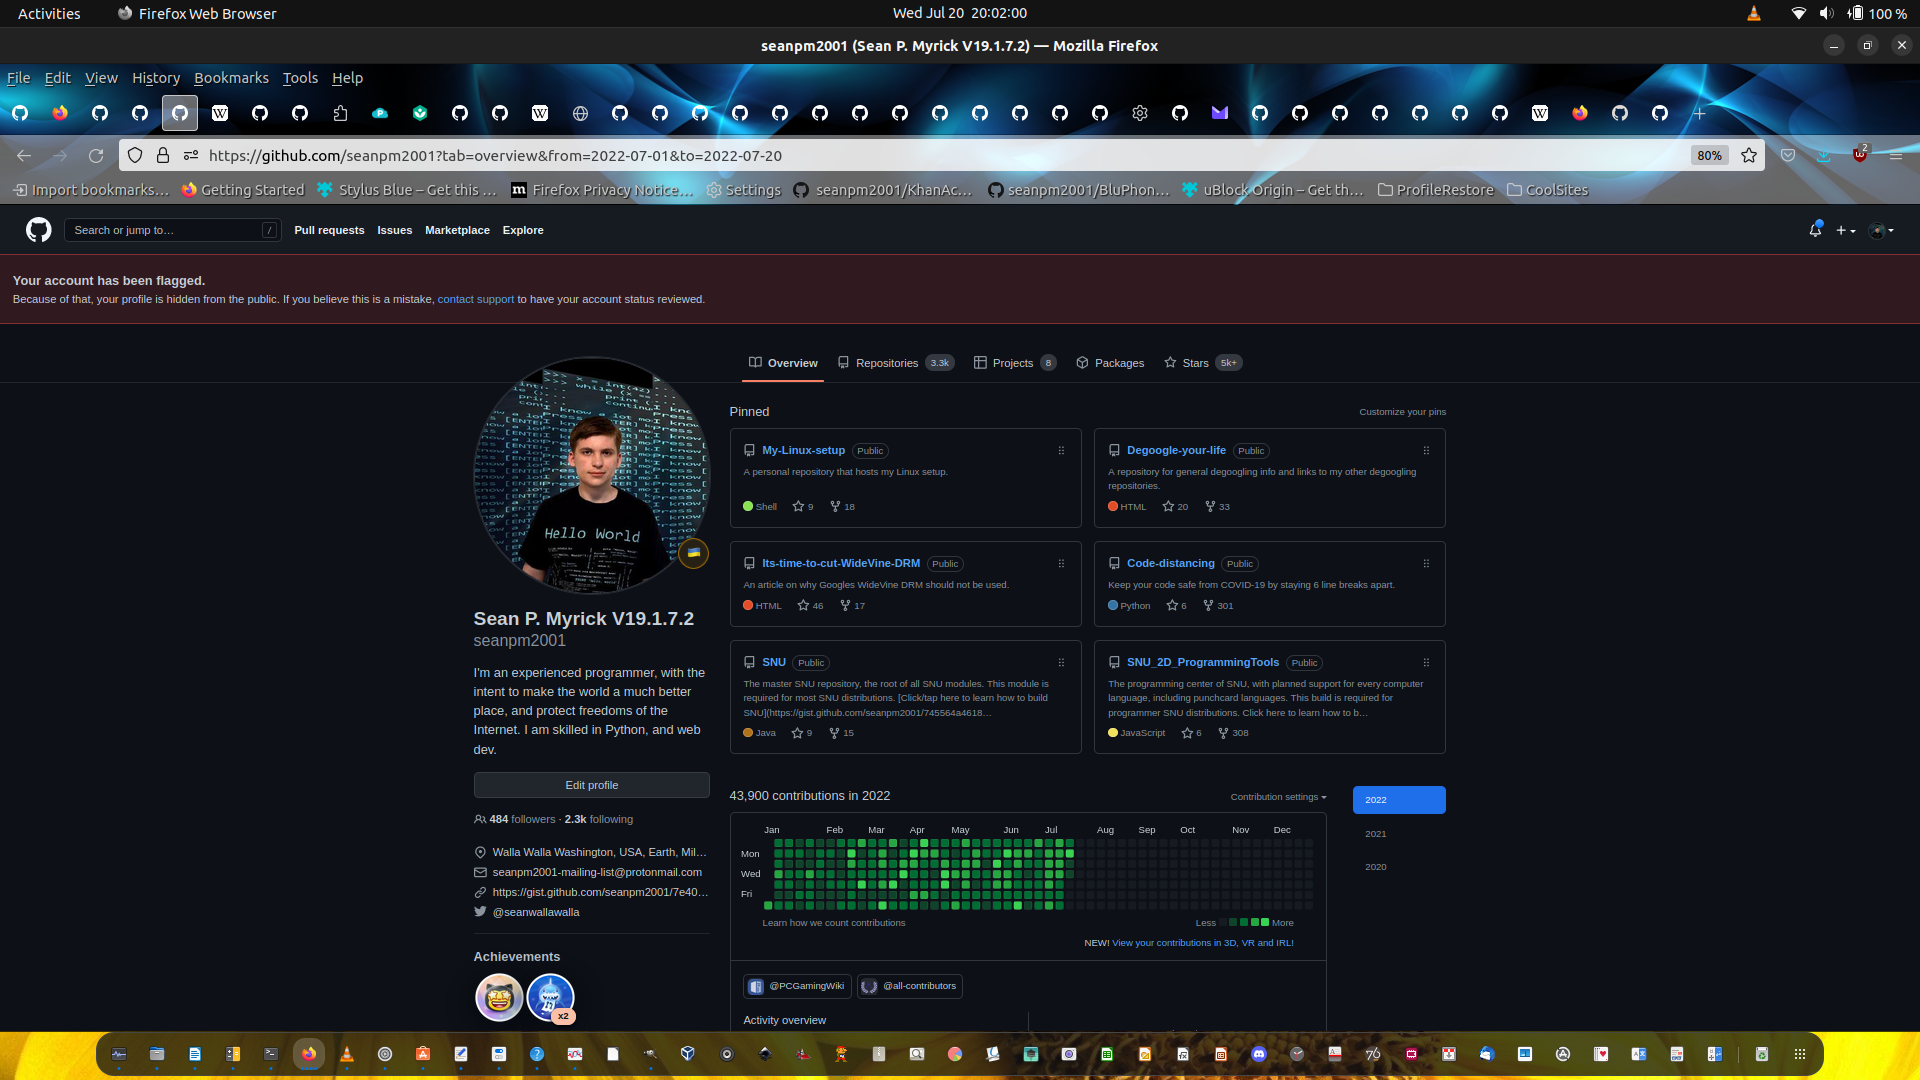 Activities
Firefox Web Browser
Wed Jul 20 20:02:00
100 %
seanpm2001 (Sean P. Myrick V19.1.7.2) — Mozilla Firefox
File Edit View History Bookmarks Tools Help
https://github.com/seanpm2001?tab=overview&from=2022-07-01&to=2022-07-20
80%
2
Import bookmarks…
Getting Started
Stylus Blue – Get this …
Firefox Privacy Notice…
Settings
seanpm2001/KhanAc…
seanpm2001/BluPhon…
uBlock Origin – Get th…
ProfileRestore
CoolSites
Search or jump to…
/
Pull requests
Issues
Marketplace
Explore
Your account has been flagged.
Because of that, your profile is hidden from the public. If you believe this is a mistake, contact support to have your account status reviewed.
Overview
Repositories 3.3k
Projects 8
Packages
Stars 5k+
Hello World
Sean P. Myrick V19.1.7.2
seanpm2001
I'm an experienced programmer, with the
intent to make the world a much better
place, and protect freedoms of the
Internet. I am skilled in Python, and web
dev.
Edit profile
484 followers · 2.3k following
Walla Walla Washington, USA, Earth, Mil…
seanpm2001-mailing-list@protonmail.com
https://gist.github.com/seanpm2001/7e40…
@seanwallawalla
Achievements
x2
Pinned
Customize your pins
My-Linux-setup Public
A personal repository that hosts my Linux setup.
Shell 9 18
Degoogle-your-life Public
A repository for general degoogling info and links to my other degoogling
repositories.
HTML 20 33
Its-time-to-cut-WideVine-DRM Public
An article on why Googles WideVine DRM should not be used.
HTML 46 17
Code-distancing Public
Keep your code safe from COVID-19 by staying 6 line breaks apart.
Python 6 301
SNU Public
The master SNU repository, the root of all SNU modules. This module is
required for most SNU distributions. [Click/tap here to learn how to build
SNU](https://gist.github.com/seanpm2001/745564a4618…
Java 9 15
SNU_2D_ProgrammingTools Public
The programming center of SNU, with planned support for every computer
language, including punchcard languages. This build is required for
programmer SNU distributions. Click here to learn how to b…
JavaScript 6 308
43,900 contributions in 2022
Contribution settings
2022
2021
2020
Jan Feb Mar Apr May Jun Jul Aug Sep Oct Nov Dec
Mon
Wed
Fri
Learn how we count contributions
Less More
NEW! View your contributions in 3D, VR and IRL!
@PCGamingWiki
@all-contributors
Activity overview